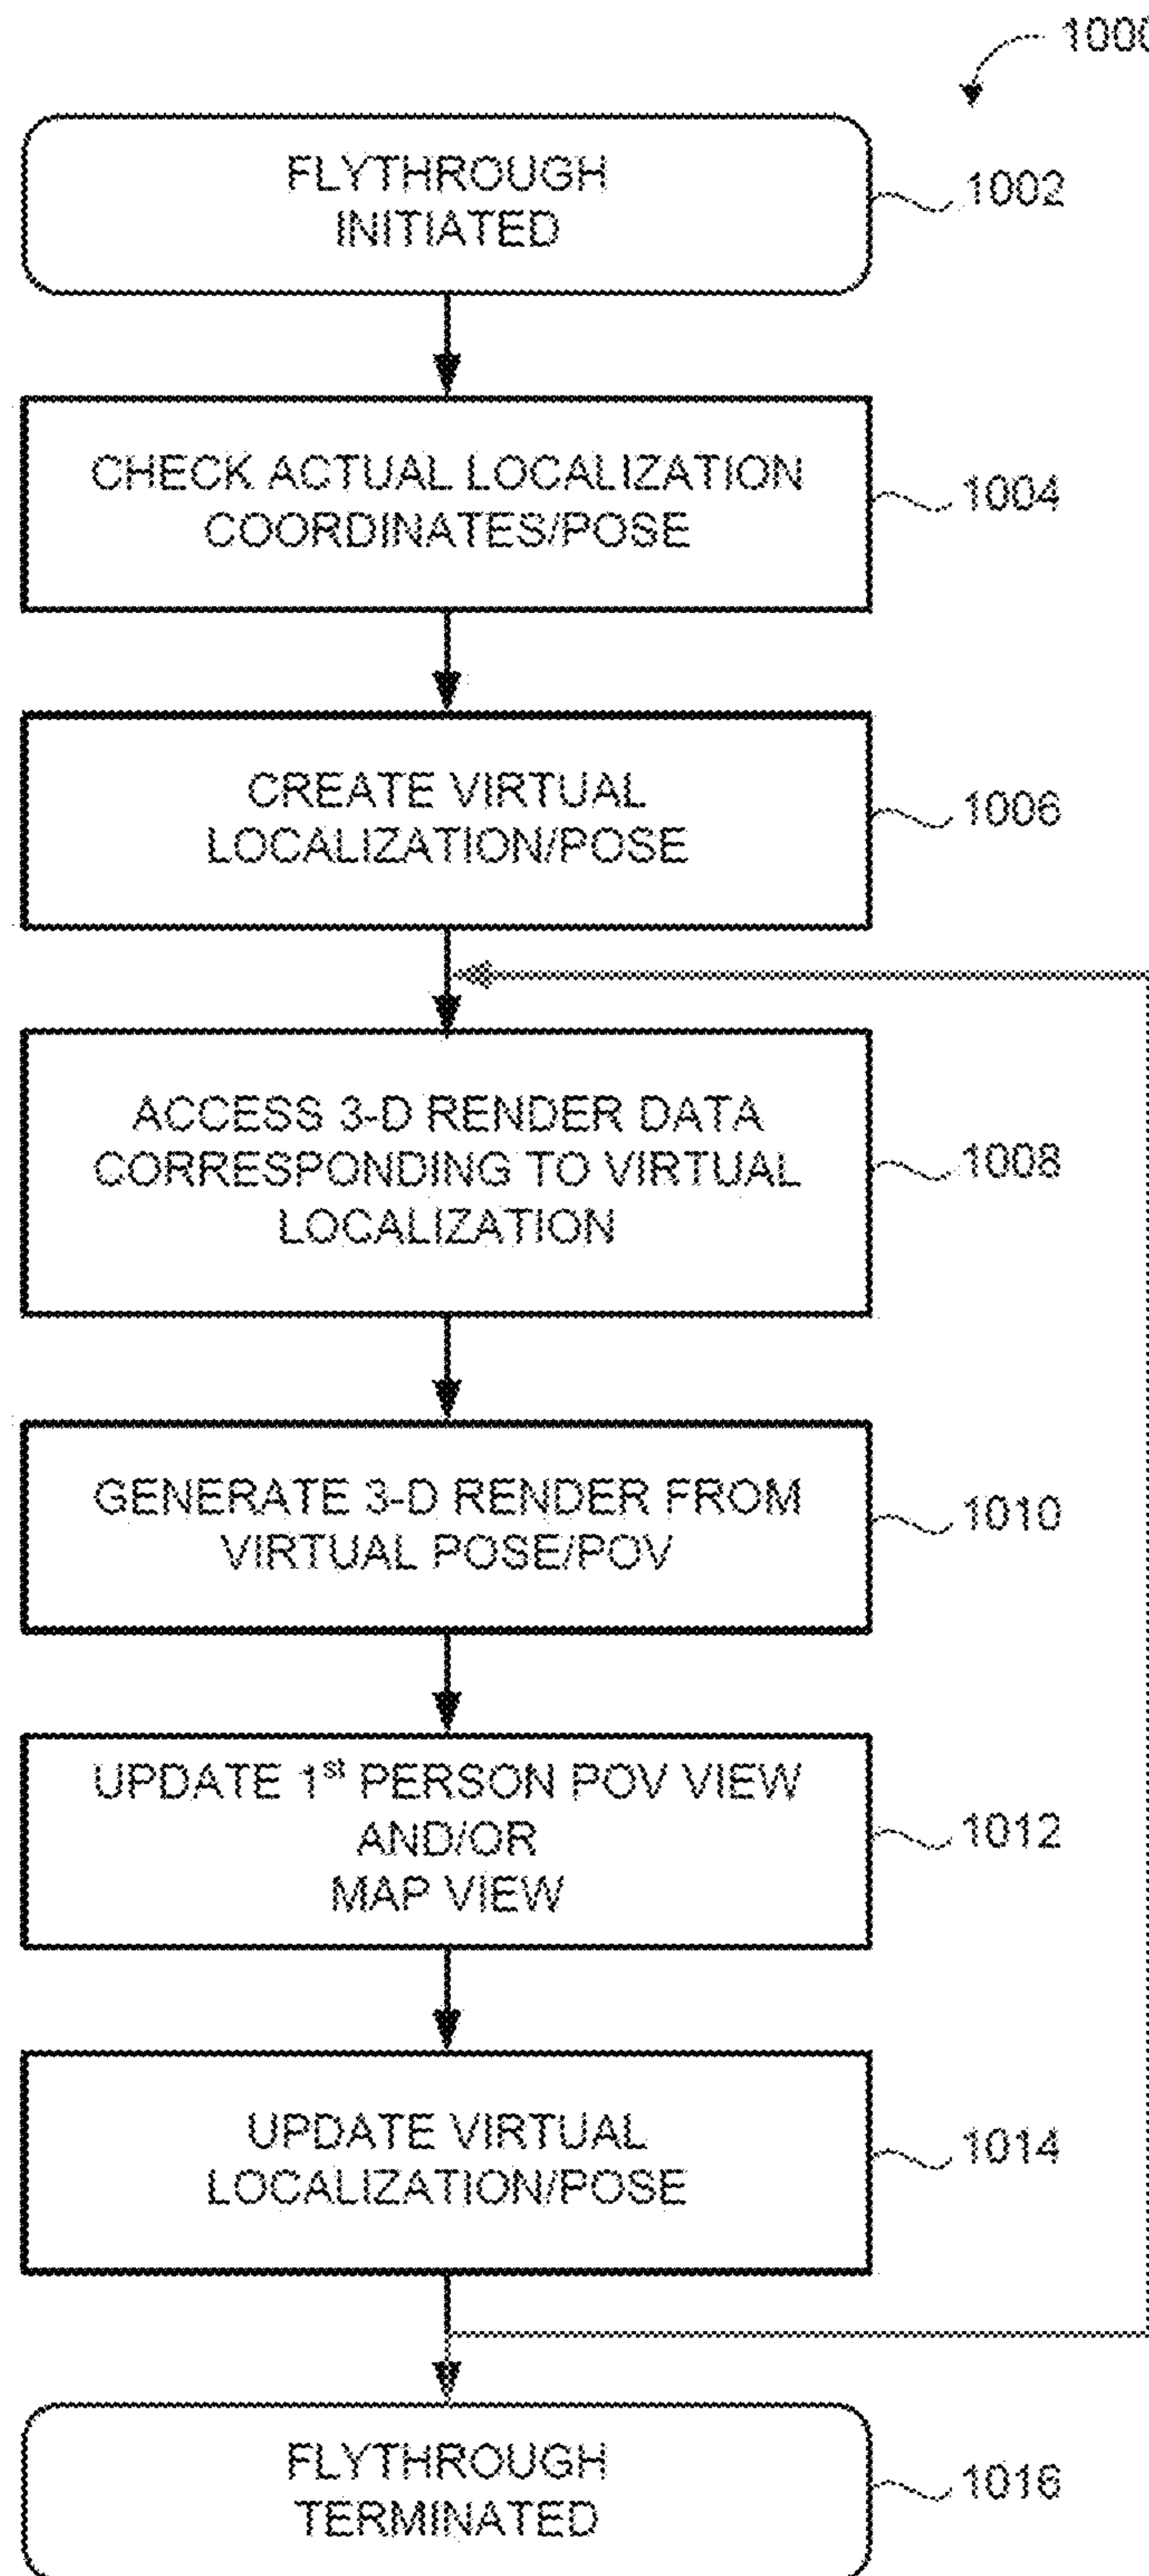 1000
FLYTHROUGH
INITIATED
1002
CHECK ACTUAL LOCALIZATION
COORDINATES/POSE
1004
CREATE VIRTUAL
LOCALIZATION/POSE
1006
ACCESS 3-D RENDER DATA
CORRESPONDING TO VIRTUAL
LOCALIZATION
1008
GENERATE 3-D RENDER FROM
VIRTUAL POSE/POV
1010
UPDATE 1st PERSON POV VIEW
AND/OR
MAP VIEW
1012
UPDATE VIRTUAL
LOCALIZATION/POSE
1014
FLYTHROUGH
TERMINATED
1016